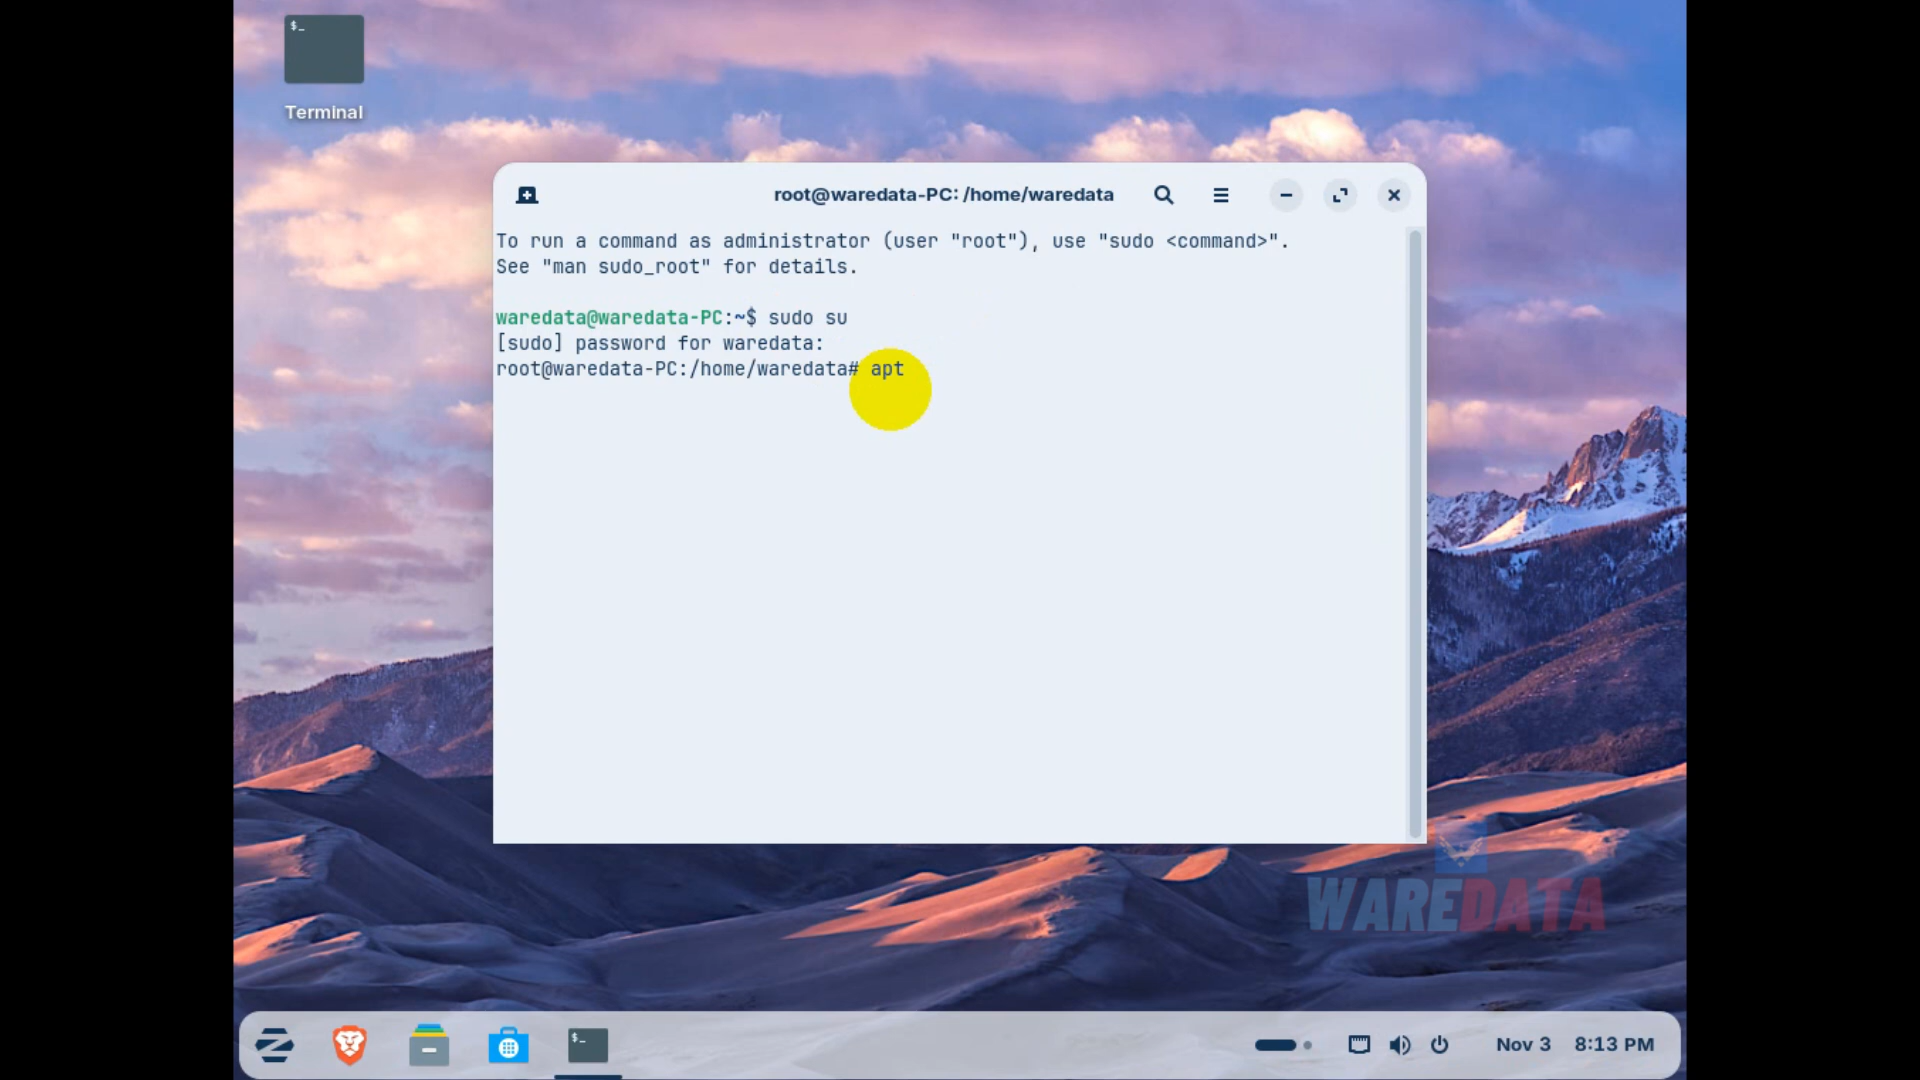 $_
Terminal
root@waredata-PC: /home/waredata
To run a command as administrator (user "root"), use "sudo <command>".
See "man sudo_root" for details.
waredata@waredata-PC:~$ sudo su
[sudo] password for waredata:
root@waredata-PC:/home/waredata# apt
WAREDATA
$_
Nov 3 8:13 PM